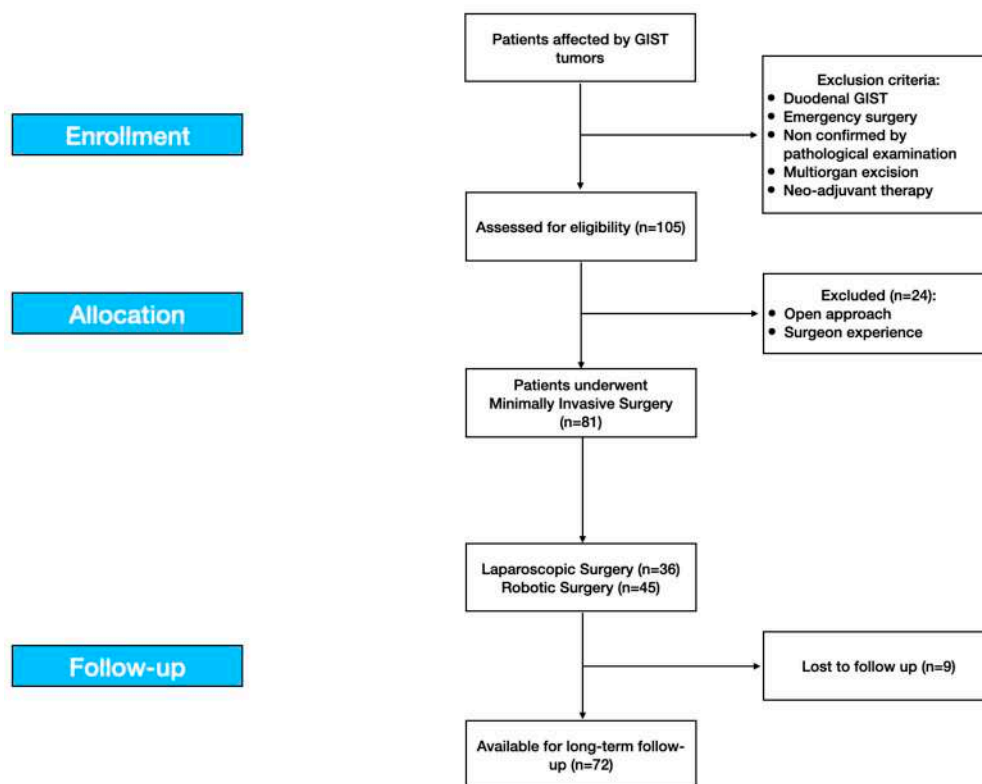 Patients affected by GIST
tumors
Exclusion criteria:
● Duodenal GIST
● Emergency surgery
● Non confirmed by
pathological examination
● Multiorgan excision
● Neo-adjuvant therapy
Enrollment
Assessed for eligibility (n=105)
Allocation
Excluded (n=24):
● Open approach
● Surgeon experience
Patients underwent
Minimally Invasive Surgery
(n=81)
Laparoscopic Surgery (n=36)
Robotic Surgery (n=45)
Follow-up
Lost to follow up (n=9)
Available for long-term follow-
up (n=72)